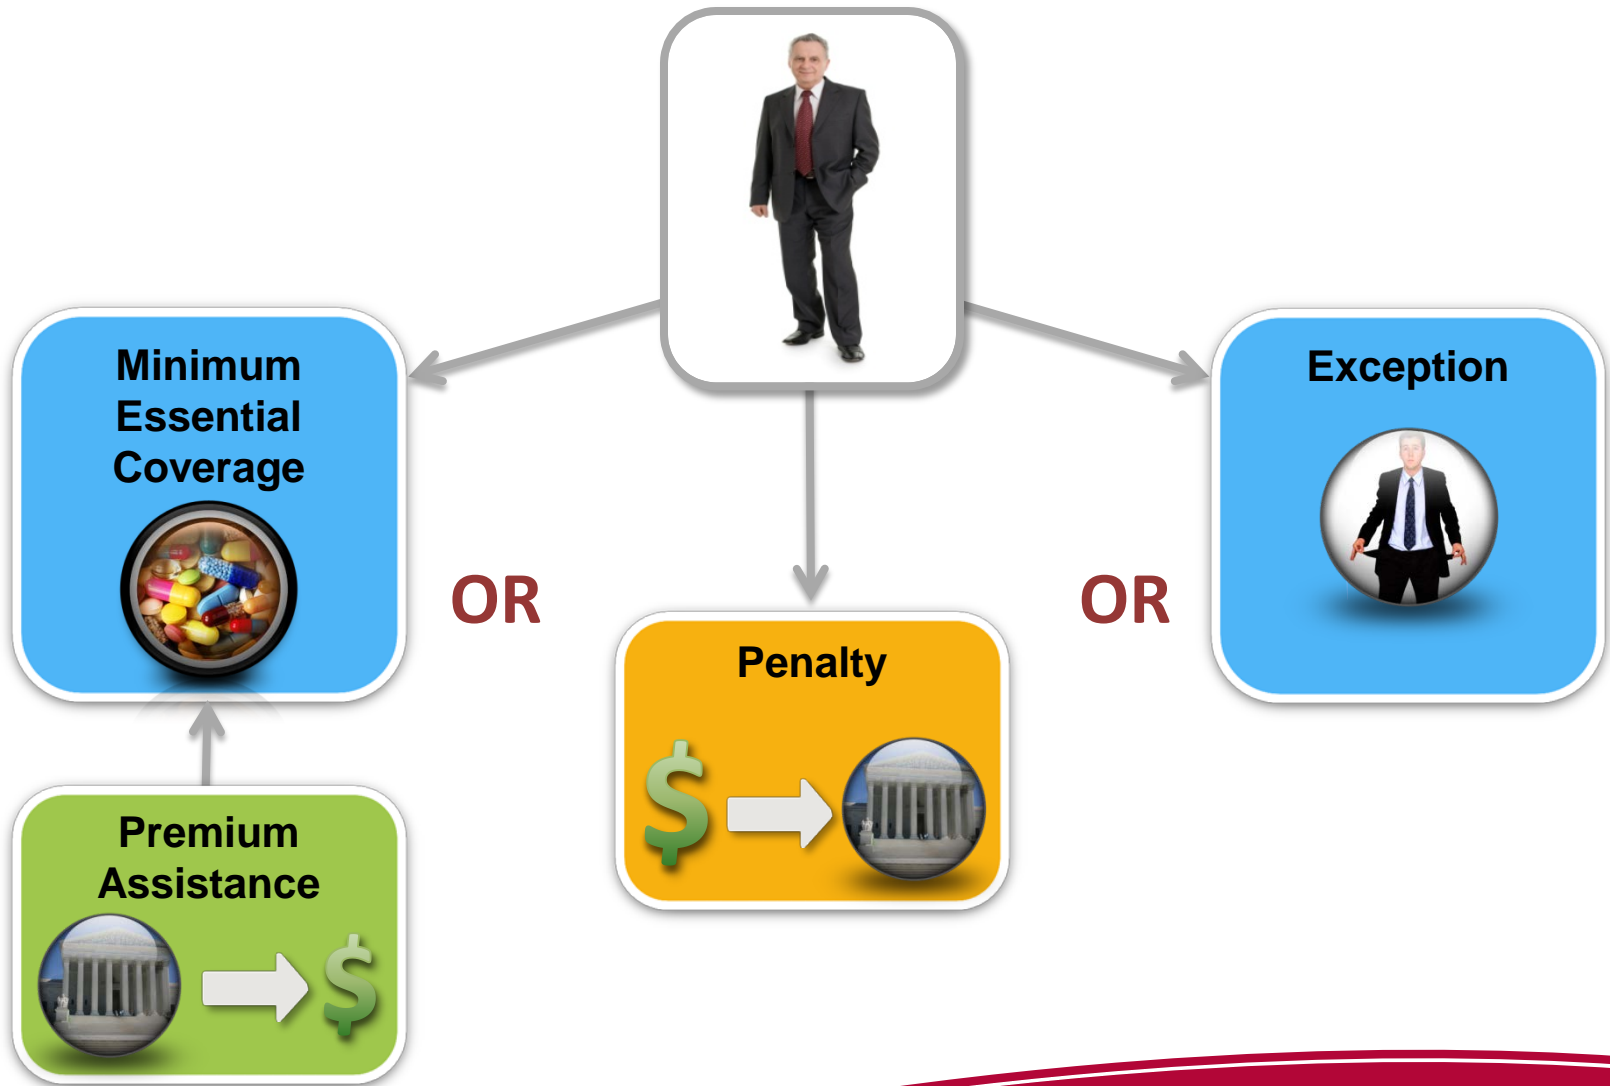 Minimum
Essential
Coverage
Exception
OR
OR
Penalty
$
Premium
Assistance
$